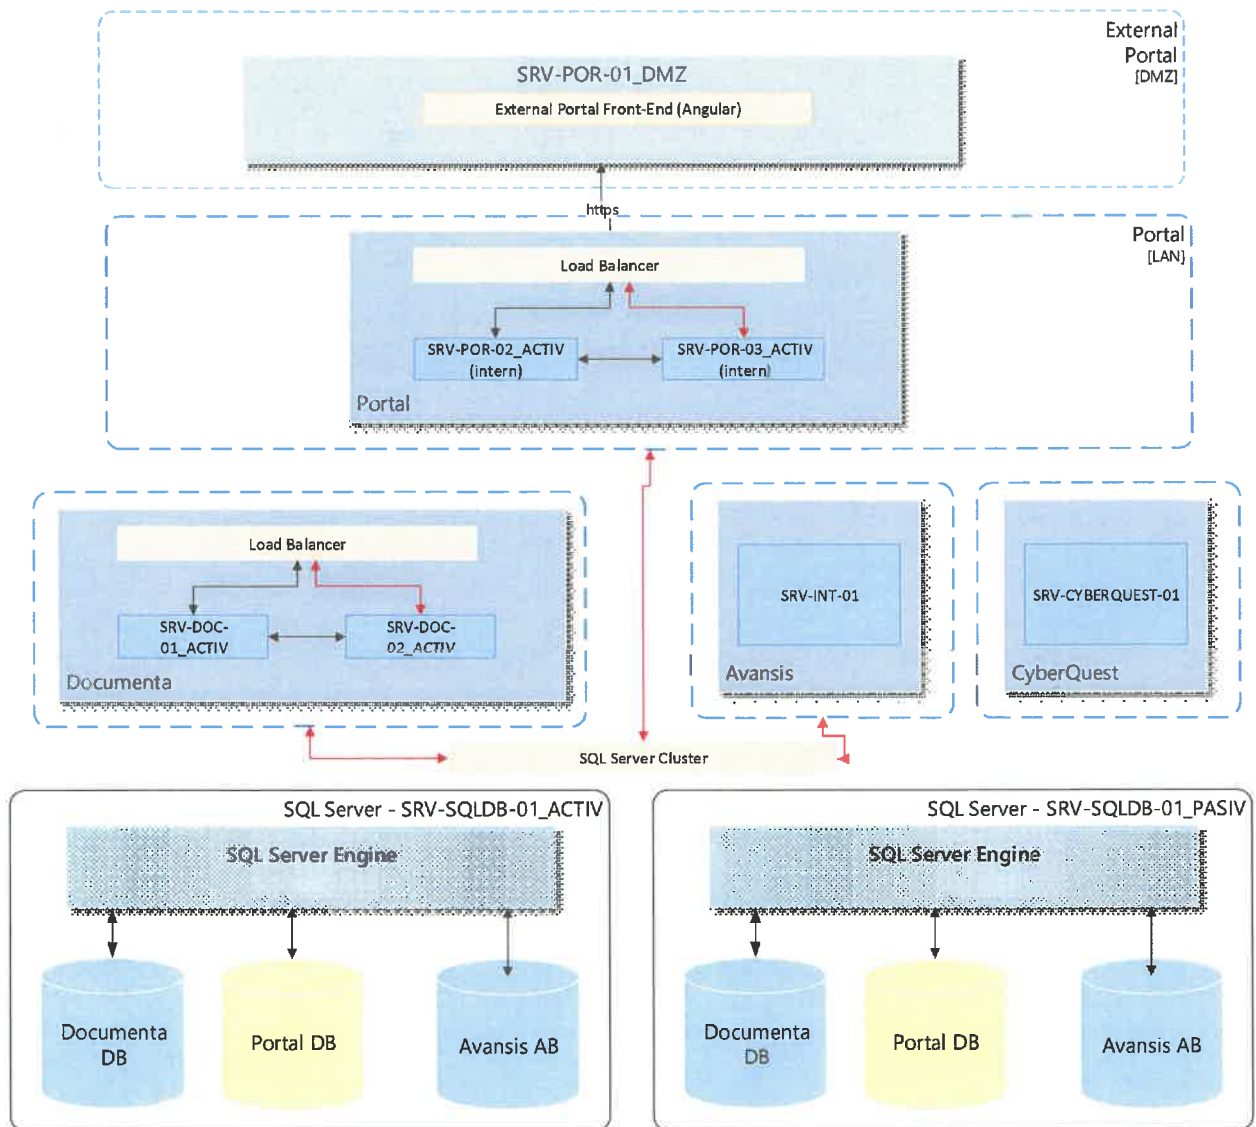 External
Portal
[DMZ]
SRV-POR-01_DMZ
External Portal Front-End (Angular)
https
Portal
[LAN]
Load Balancer
SRV-POR-02_ACTIV
(intern)
SRV-POR-03_ACTIV
(intern)
Portal
Load Balancer
SRV-DOC-
01_ACTIV
SRV-DOC-
02_ACTIV
Documenta
SRV-INT-01
Avansis
SRV-CYBERQUEST-01
CyberQuest
SQL Server Cluster
SQL Server - SRV-SQLDB-01_ACTIV
SQL Server Engine
Documenta
DB
Portal DB
Avansis AB
SQL Server - SRV-SQLDB-01_PASIV
SQL Server Engine
Documenta
DB
Portal DB
Avansis AB